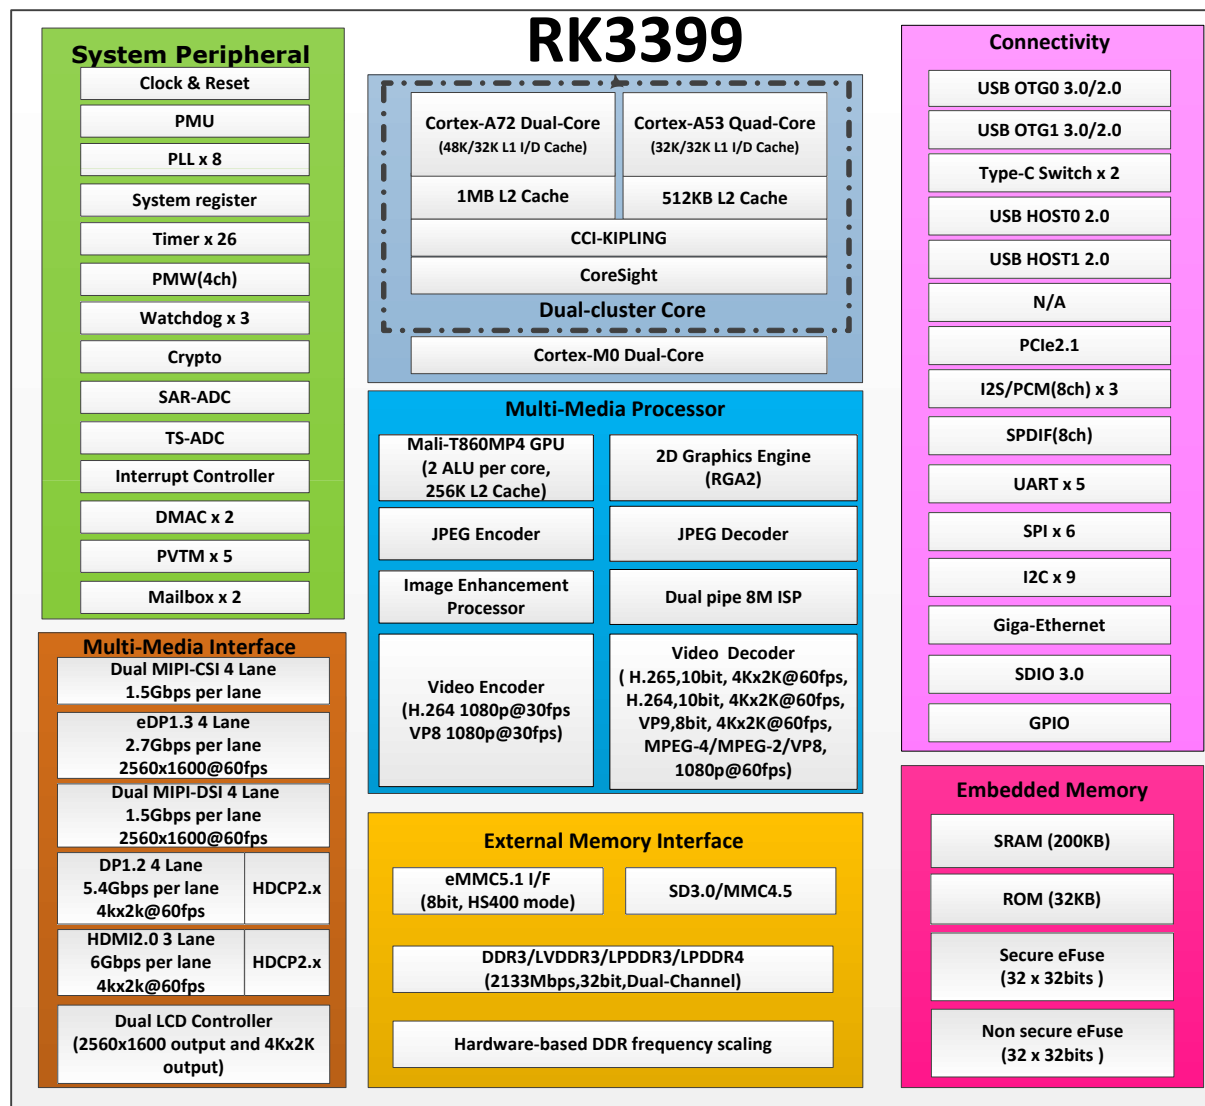 RK3399
System Peripheral
Clock & Reset
PMU
PLL x 8
System register
Timer x 26
PMW(4ch)
Watchdog x 3
Crypto
SAR-ADC
TS-ADC
Interrupt Controller
DMAC x 2
PVTM x 5
Mailbox x 2
Multi-Media Interface
Dual MIPI-CSI 4 Lane
1.5Gbps per lane
eDP1.3 4 Lane
2.7Gbps per lane
2560x1600@60fps
Dual MIPI-DSI 4 Lane
1.5Gbps per lane
2560x1600@60fps
DP1.2 4 Lane
5.4Gbps per lane
4kx2k@60fps
HDCP2.x
HDMI2.0 3 Lane
6Gbps per lane
4kx2k@60fps
HDCP2.x
Dual LCD Controller
(2560x1600 output and 4Kx2K
output)
Cortex-A72 Dual-Core
(48K/32K L1 I/D Cache)
Cortex-A53 Quad-Core
(32K/32K L1 I/D Cache)
1MB L2 Cache
512KB L2 Cache
CCI-KIPLING
CoreSight
Dual-cluster Core
Cortex-M0 Dual-Core
Multi-Media Processor
Mali-T860MP4 GPU
(2 ALU per core,
256K L2 Cache)
2D Graphics Engine
(RGA2)
JPEG Encoder
JPEG Decoder
Image Enhancement
Processor
Dual pipe 8M ISP
Video Encoder
(H.264 1080p@30fps
VP8 1080p@30fps)
Video Decoder
( H.265,10bit, 4Kx2K@60fps,
H.264,10bit, 4Kx2K@60fps,
VP9,8bit, 4Kx2K@60fps,
MPEG-4/MPEG-2/VP8,
1080p@60fps)
External Memory Interface
eMMC5.1 I/F
(8bit, HS400 mode)
SD3.0/MMC4.5
DDR3/LVDDR3/LPDDR3/LPDDR4
(2133Mbps,32bit,Dual-Channel)
Hardware-based DDR frequency scaling
Connectivity
USB OTG0 3.0/2.0
USB OTG1 3.0/2.0
Type-C Switch x 2
USB HOST0 2.0
USB HOST1 2.0
N/A
PCIe2.1
I2S/PCM(8ch) x 3
SPDIF(8ch)
UART x 5
SPI x 6
I2C x 9
Giga-Ethernet
SDIO 3.0
GPIO
Embedded Memory
SRAM (200KB)
ROM (32KB)
Secure eFuse
(32 x 32bits )
Non secure eFuse
(32 x 32bits )